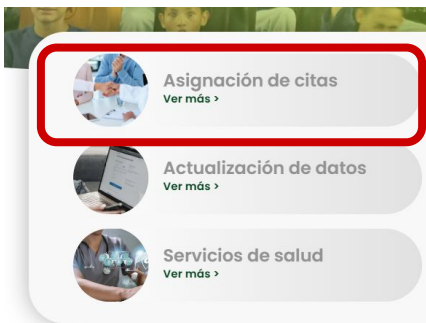 Asignación de citas
Ver más >
Actualización de datos
Ver más >
Servicios de salud
Ver más >